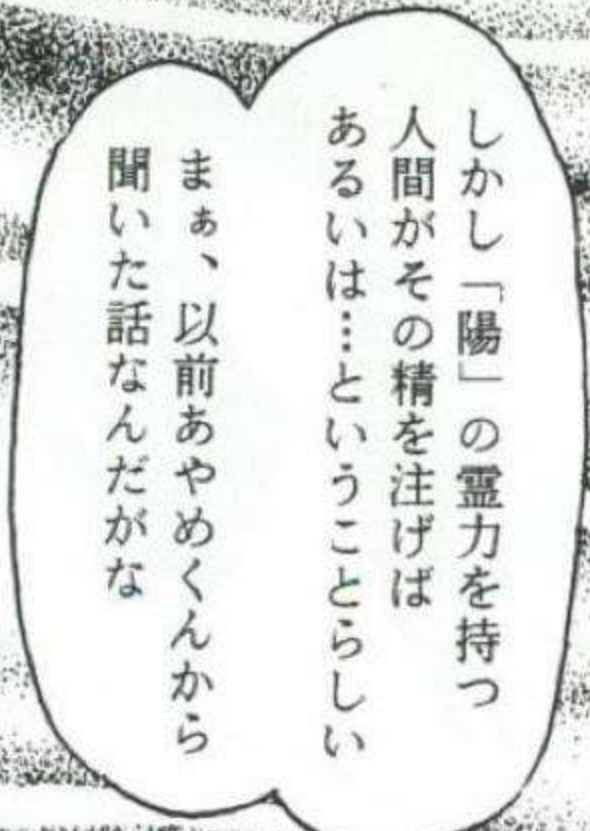 しかし「陽」の霊力を持つ
人間がその精を注げば
あるいは…ということらしい
まぁ、以前あやめくんから
聞いた話なんだがな